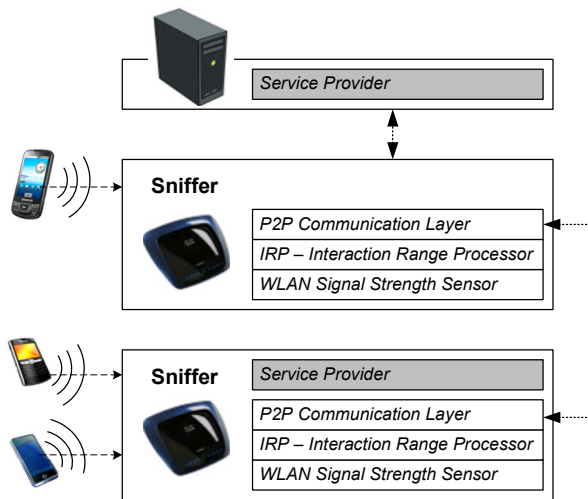 Service Provider
Sniffer
P2P Communication Layer
IRP – Interaction Range Processor
WLAN Signal Strength Sensor
Sniffer
Service Provider
P2P Communication Layer
IRP – Interaction Range Processor
WLAN Signal Strength Sensor